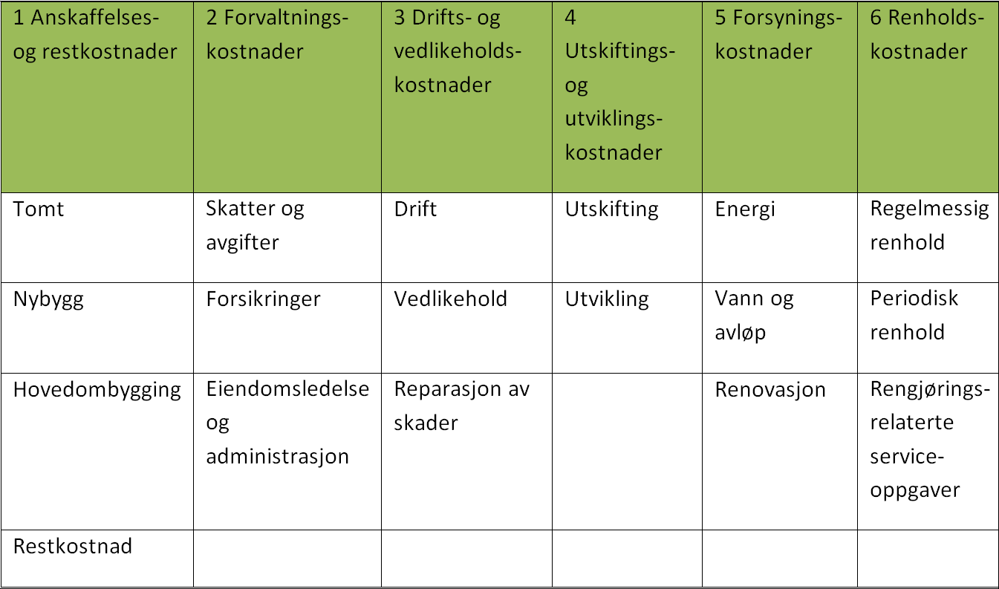 1 Anskaffelses-
og restkostnader
2 Forvaltnings-
kostnader
3 Drifts- og
vedlikeholds-
kostnader
4
Utskiftings-
og
utviklings-
kostnader
5 Forsynings-
kostnader
6 Renholds-
kostnader
Tomt
Skatter og
avgifter
Drift
Utskifting
Energi
Regelmessig
renhold
Nybygg
Forsikringer
Vedlikehold
Utvikling
Vann og
avløp
Periodisk
renhold
Hovedombygging
Eiendomsledelse
og
administrasjon
Reparasjon av
skader
Renovasjon
Rengjørings-
relaterte
service-
oppgaver
Restkostnad